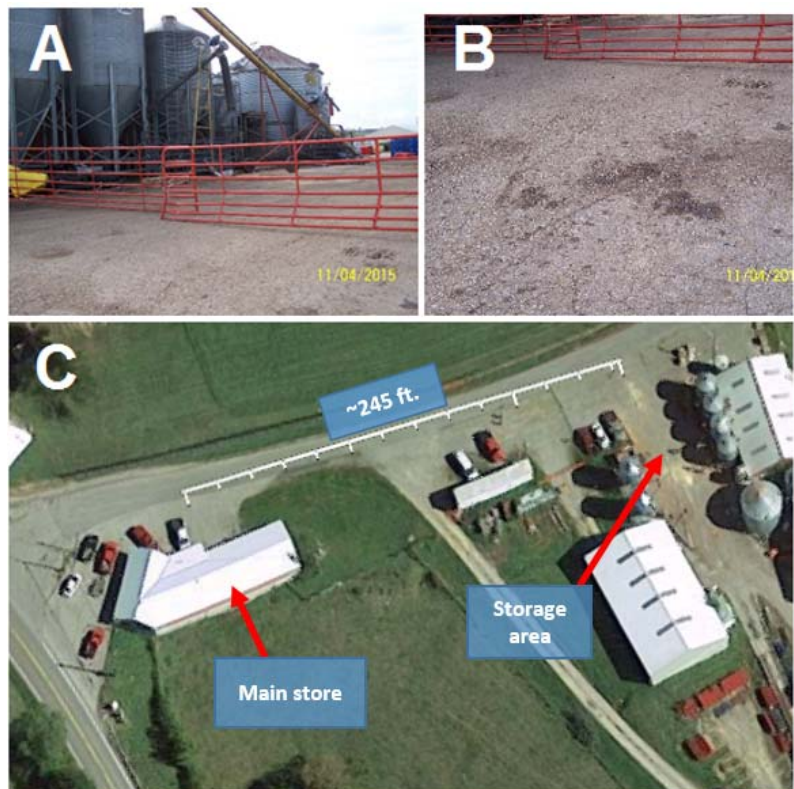 A
11/04/2015
B
11/04/201
C
~245 ft.
Storage
area
Main store